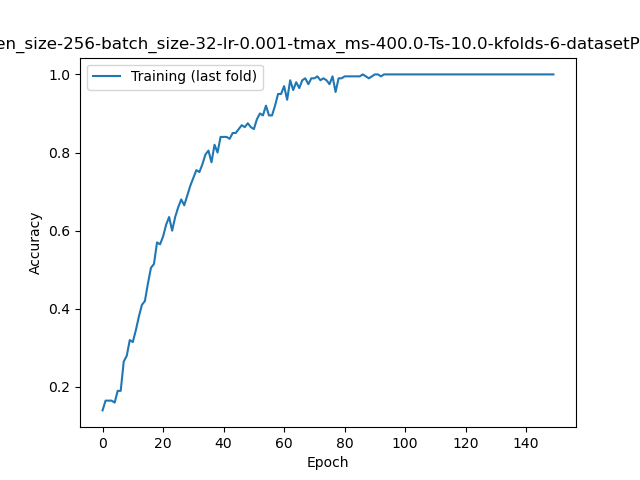 en_size-256-batch_size-32-lr-0.001-tmax_ms-400.0-Ts-10.0-kfolds-6-datasetP
Training (last fold)
1.0
0.8
0.6
0.4
0.2
Accuracy
0 20 40 60 80 100 120 140
Epoch